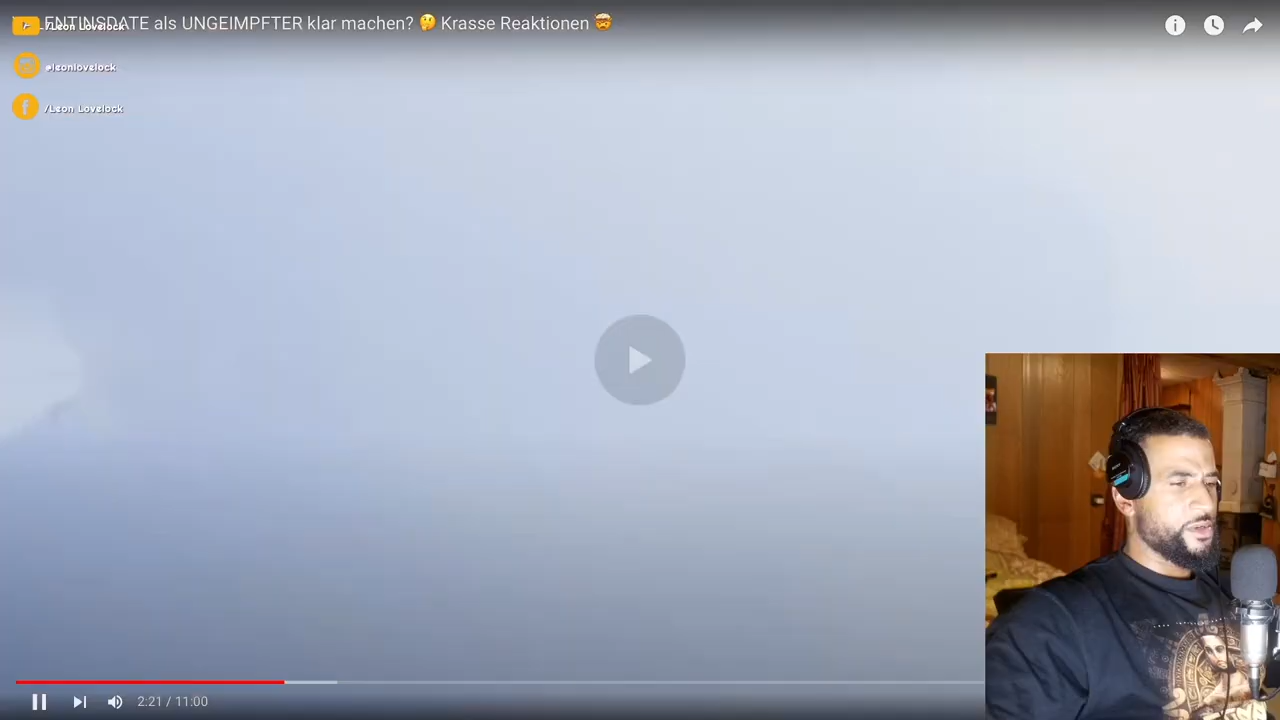 ENTINSDATE als UNGEIMPFTER klar machen? 🤔 Krasse Reaktionen 🤯
/Leon Lovelock
@leonlovelock
/Leon Lovelock
2:21 / 11:00